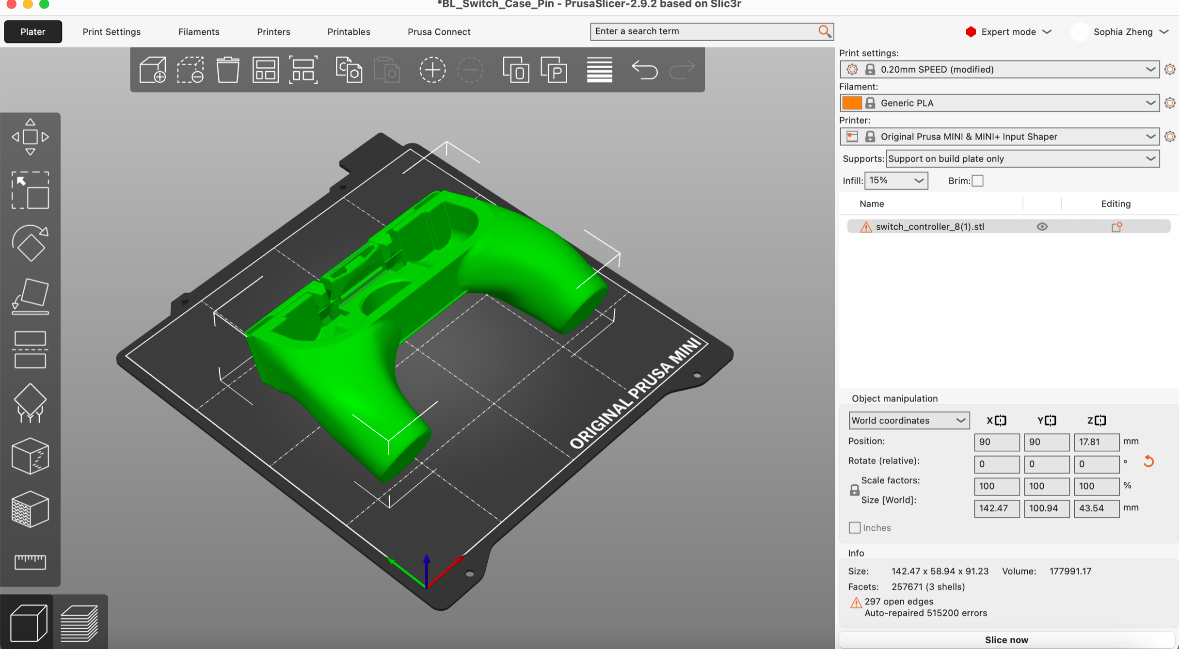 *BL_Switch_Case_Pin - PrusaSlicer-2.9.2 based on Slic3r
Plater Print Settings Filaments Printers Printables Prusa Connect Enter a search term Expert mode Sophia Zheng
Print settings:
0.20mm SPEED (modified)
Filament:
Generic PLA
Printer:
Original Prusa MINI & MINI+ Input Shaper
Supports: Support on build plate only
Infill: 15% Brim:
Name Editing
switch_controller_8(1).stl
ORIGINAL PRUSA MINI
Object manipulation
World coordinates X Y Z
Position: 90 90 17.81 mm
Rotate (relative): 0 0 0 °
Scale factors: 100 100 100 %
Size [World]: 142.47 100.94 43.54 mm
Inches
Info
Size: 142.47 x 58.94 x 91.23 Volume: 177991.17
Facets: 257671 (3 shells)
297 open edges
Auto-repaired 515200 errors
Slice now